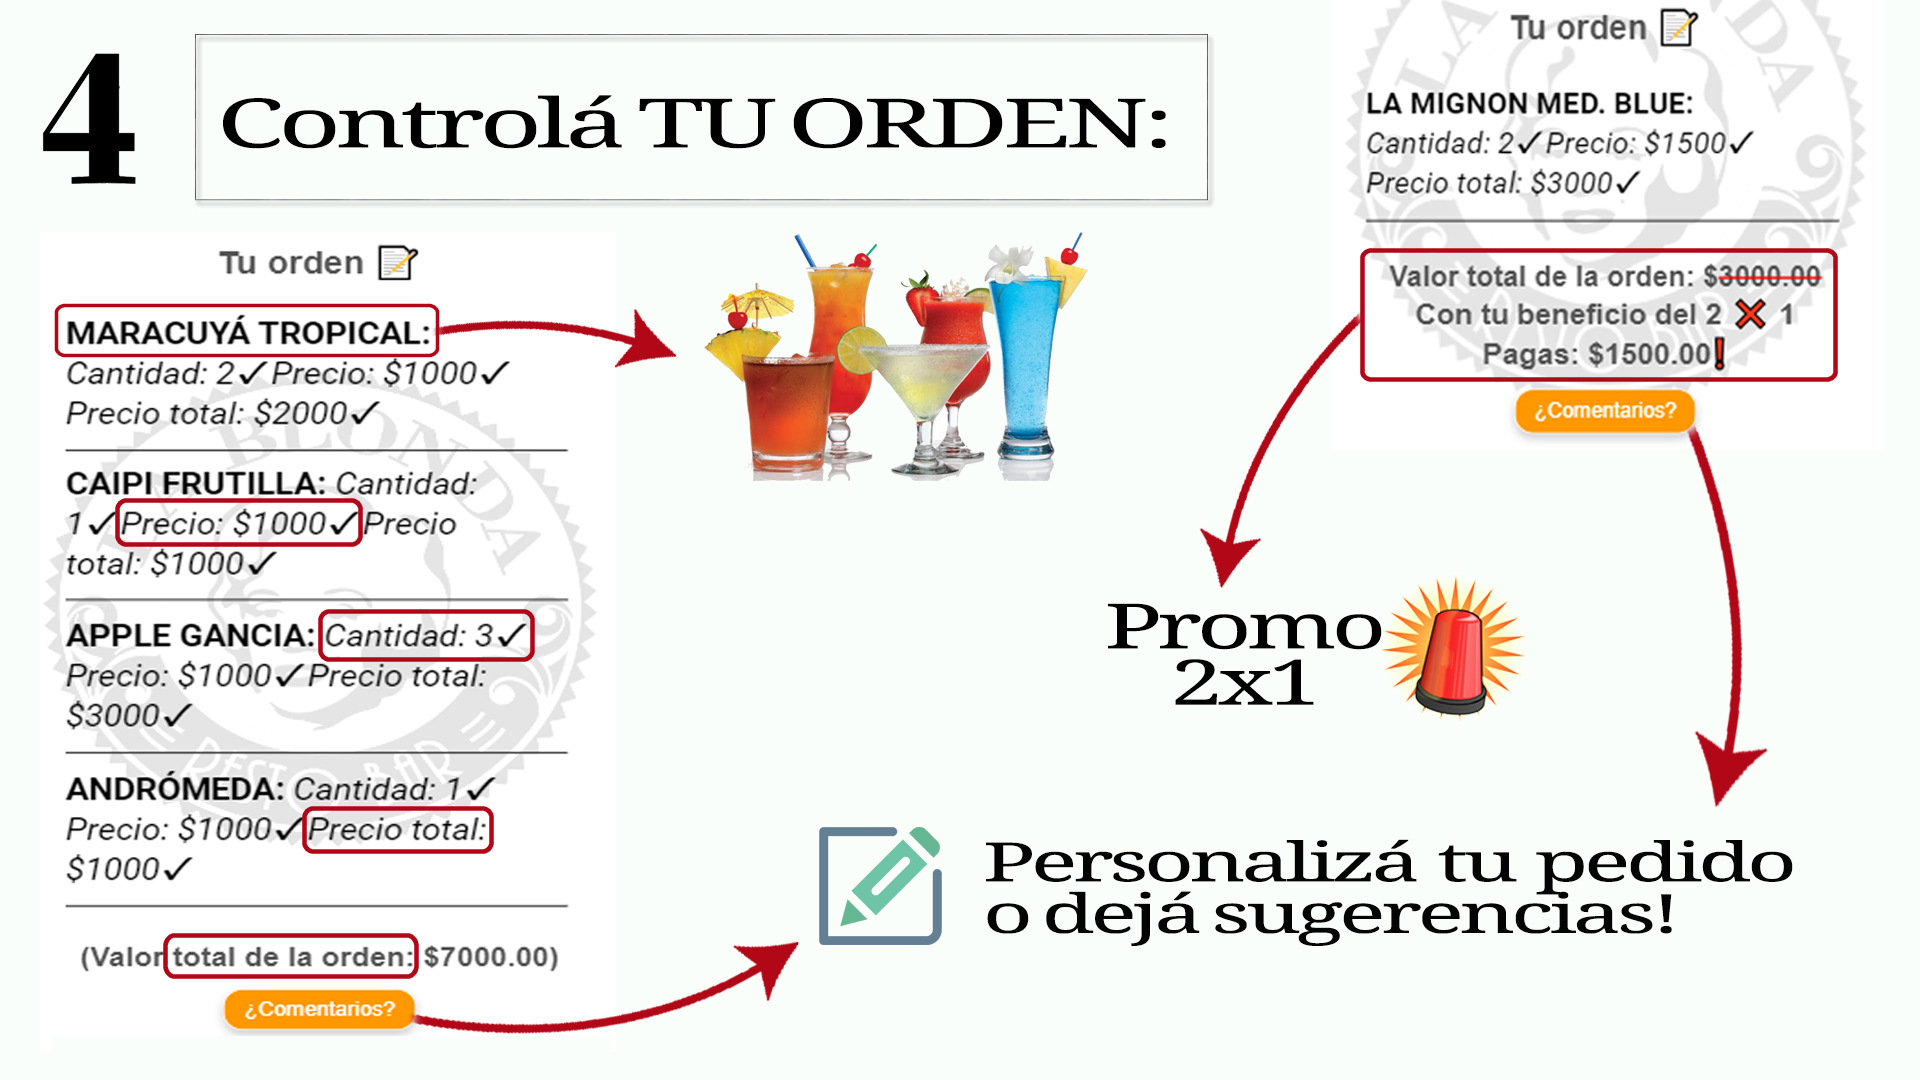 4
Controlá TU ORDEN:
Tu orden
MARACUYÁ TROPICAL:
Cantidad: 2✓Precio: $1000✓
Precio total: $2000✓
CAIPI FRUTILLA: Cantidad:
1✓Precio: $1000✓Precio
total: $1000✓
APPLE GANCIA: Cantidad: 3✓
Precio: $1000✓Precio total:
$3000✓
ANDRÓMEDA: Cantidad: 1✓
Precio: $1000✓Precio total:
$1000✓
(Valor total de la orden: $7000.00)
¿Comentarios?
LA BLONDA
RESTO BAR
Tu orden
LA MIGNON MED. BLUE:
Cantidad: 2✓Precio: $1500✓
Precio total: $3000✓
Valor total de la orden: $3000.00
Con tu beneficio del 2 ❌ 1
Pagas: $1500.00❗
¿Comentarios?
Promo
2x1
Personalizá tu pedido
o dejá sugerencias!